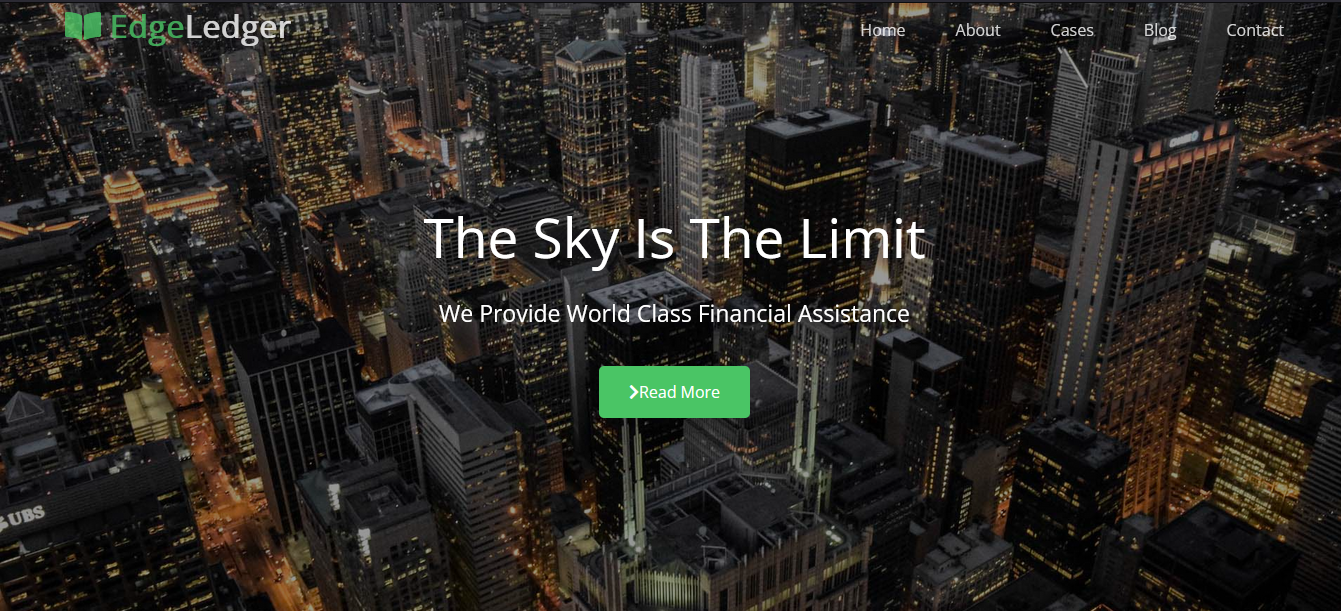 EdgeLedger
Home About Cases Blog Contact
The Sky Is The Limit
We Provide World Class Financial Assistance
Read More
UBS